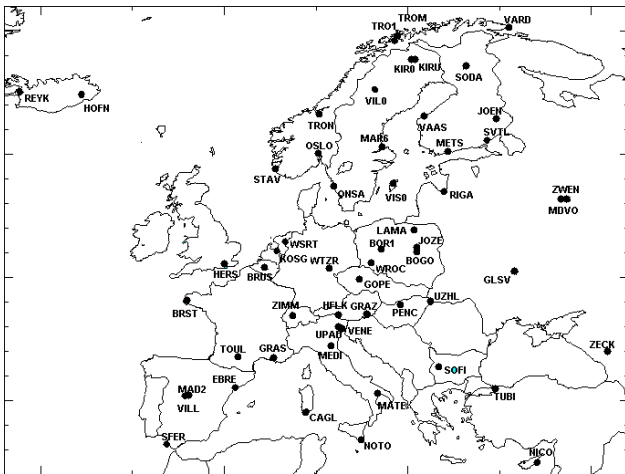 TROM
VARD
TRO1
KIR0 KIRU
SODA
REYK
HOFN
VIL0
TRON
VAAS
JOEN
SVTL
MAR6
METS
OSLO
STAV
ONSA
VIS0
RIGA
ZWEN
MDVO
LAMA
WSRT
BOR1
JOZE
KOSG
WTZR
BOGO
HERS
BRUS
WROC
GLSV
GOPE
BRST
ZIMM
HFLK
GRAZ
PENC
UZHL
UPAD
VENE
TOUL
GRAS
MEDI
ZECK
SOFI
MAD2
EBRE
VILL
CAGL
MATE
TUBI
SFER
NOTO
NICO